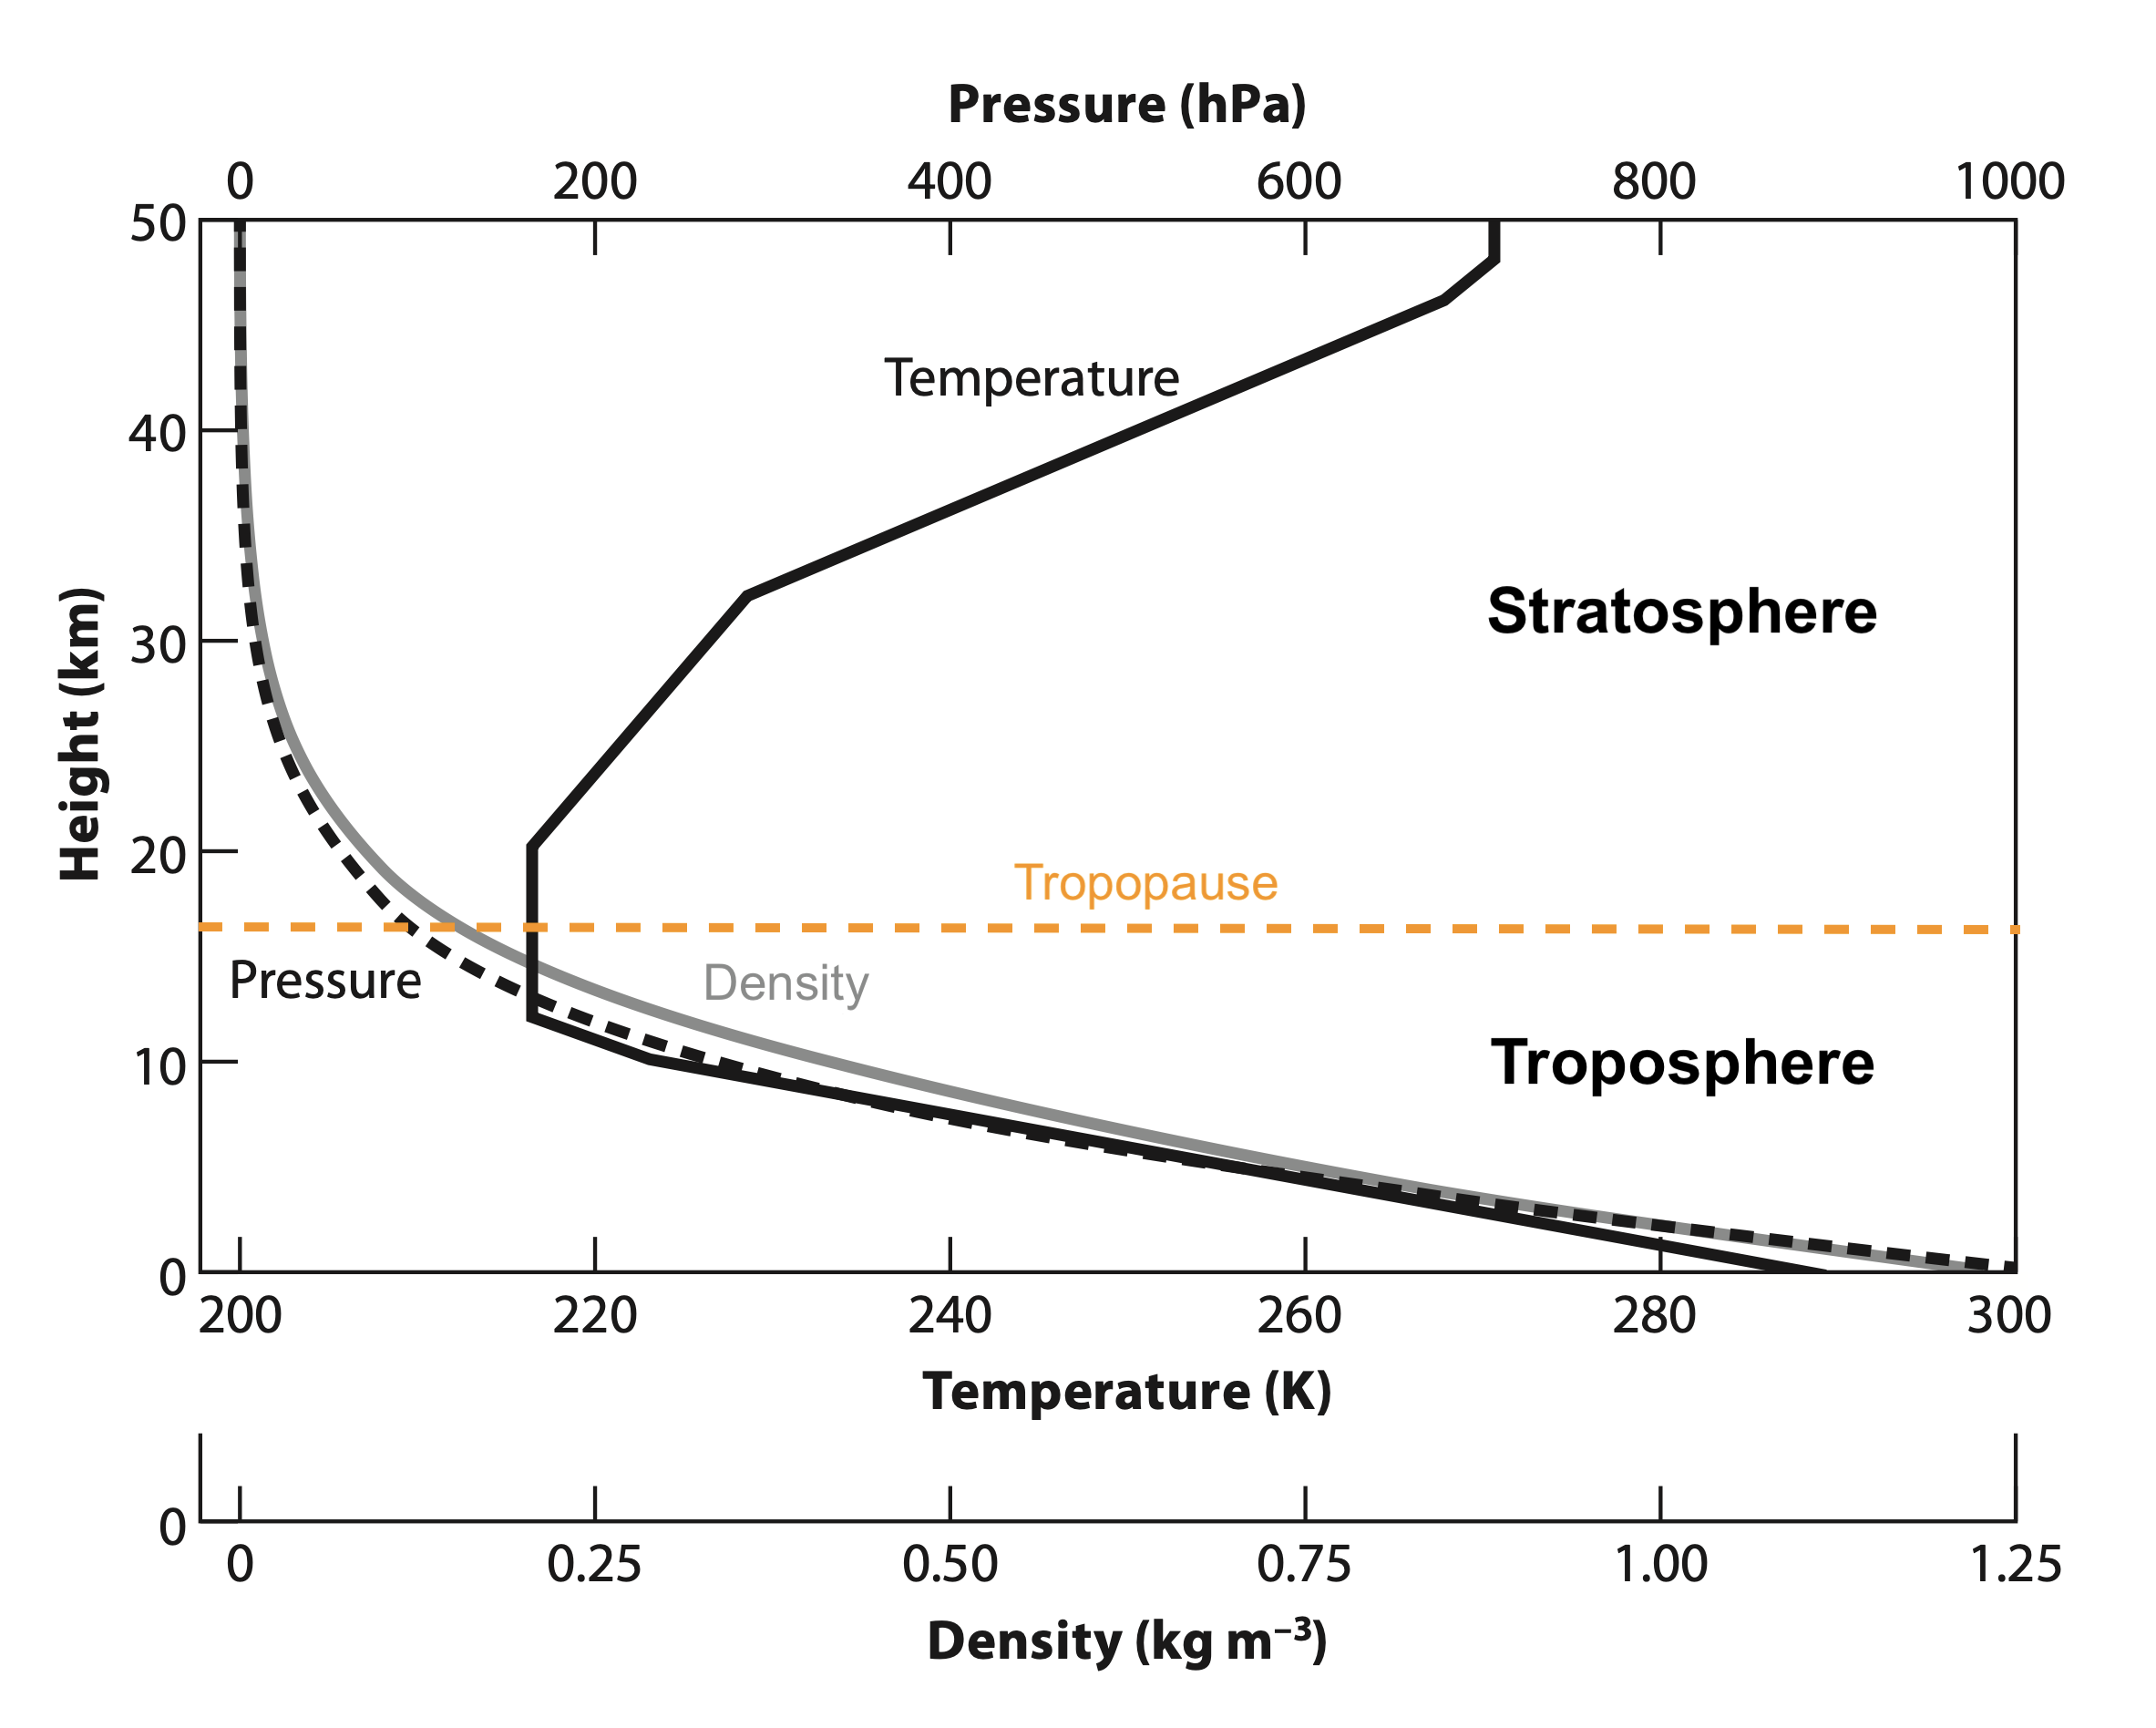 Pressure (hPa)
0 200 400 600 800 1000
50
Temperature
40
Stratosphere
30
Height (km)
20
Tropopause
Pressure
Density
Troposphere
10
0
200 220 240 260 280 300
Temperature (K)
0
0 0.25 0.50 0.75 1.00 1.25
Density (kg m⁻³)